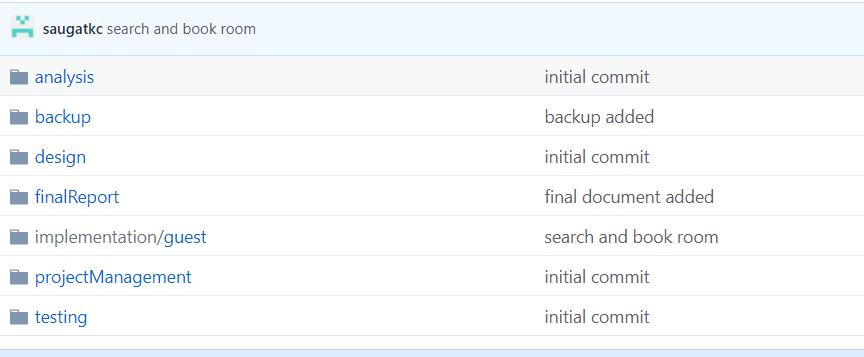 saugatkc search and book room
analysis initial commit
backup backup added
design initial commit
finalReport final document added
implementation/guest search and book room
projectManagement initial commit
testing initial commit